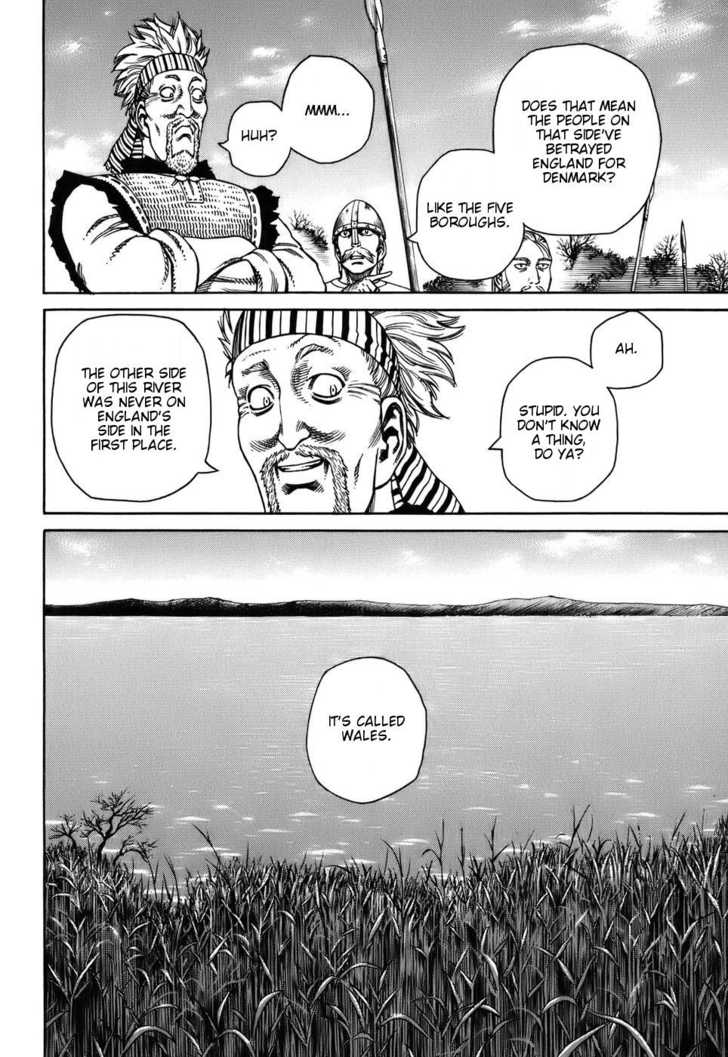 DOES THAT MEAN
THE PEOPLE ON
THAT SIDE'VE
BETRAYED
ENGLAND FOR
DENMARK?
LIKE THE FIVE
BOROUGHS.
MMM...
HUH?
AH.
STUPID. YOU
DON'T KNOW
A THING,
DO YA?
THE OTHER SIDE
OF THIS RIVER
WAS NEVER ON
ENGLAND'S
SIDE IN THE
FIRST PLACE.
IT'S CALLED
WALES.